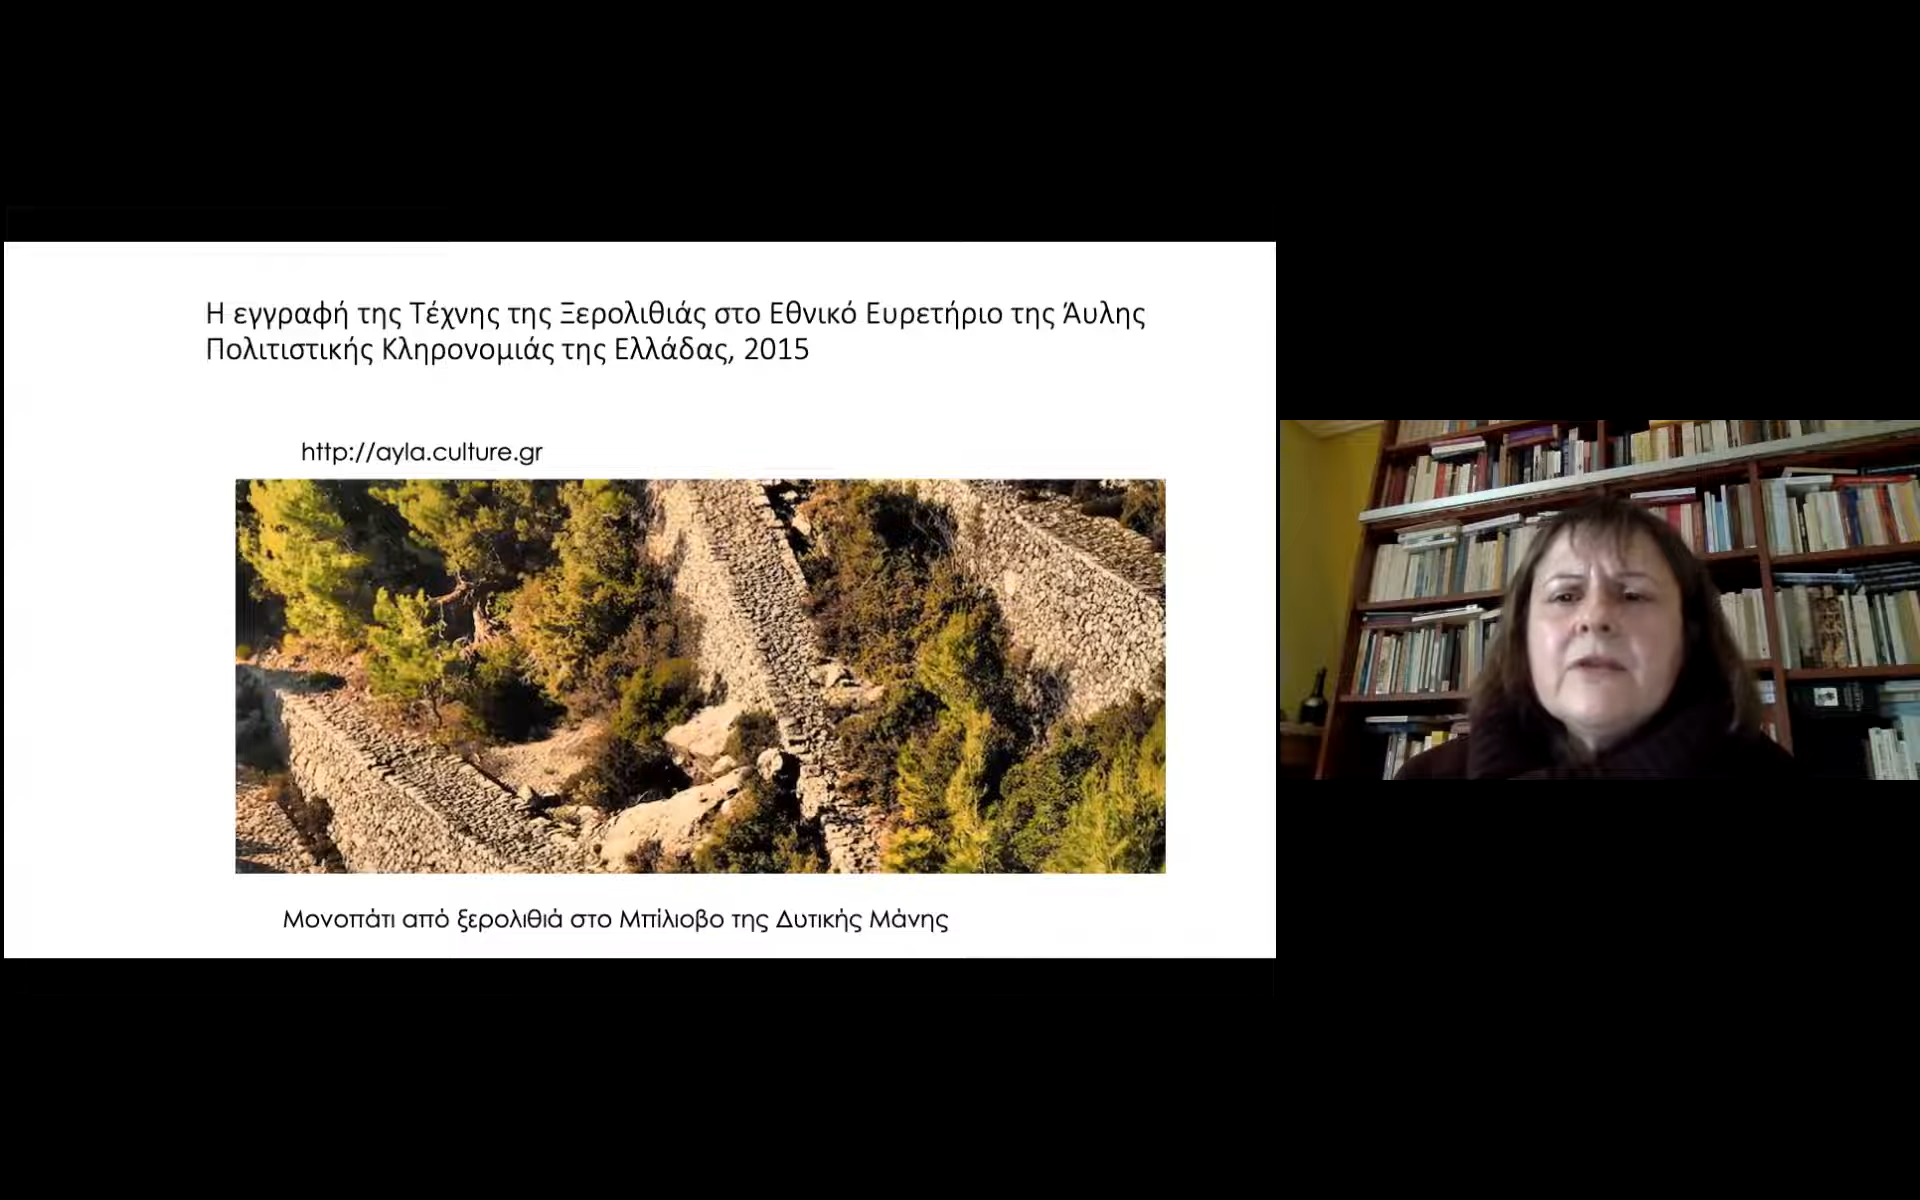 Η εγγραφή της Τέχνης της Ξερολιθιάς στο Εθνικό Ευρετήριο της Άυλης
Πολιτιστικής Κληρονομιάς της Ελλάδας, 2015
http://ayla.culture.gr
Μονοπάτι από ξερολιθιά στο Μπίλιοβο της Δυτικής Μάνης